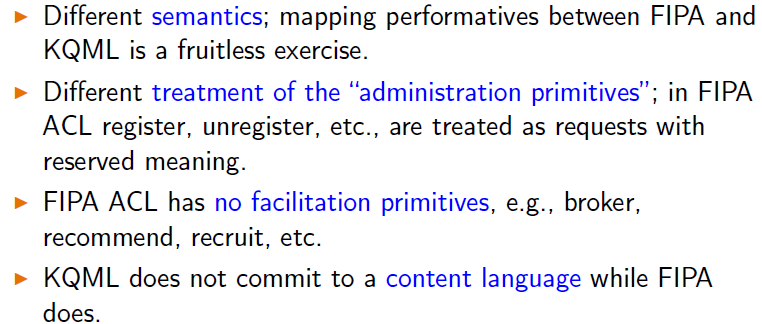 ▶ Different semantics; mapping performatives between FIPA and
KQML is a fruitless exercise.
▶ Different treatment of the “administration primitives”; in FIPA
ACL register, unregister, etc., are treated as requests with
reserved meaning.
▶ FIPA ACL has no facilitation primitives, e.g., broker,
recommend, recruit, etc.
▶ KQML does not commit to a content language while FIPA
does.